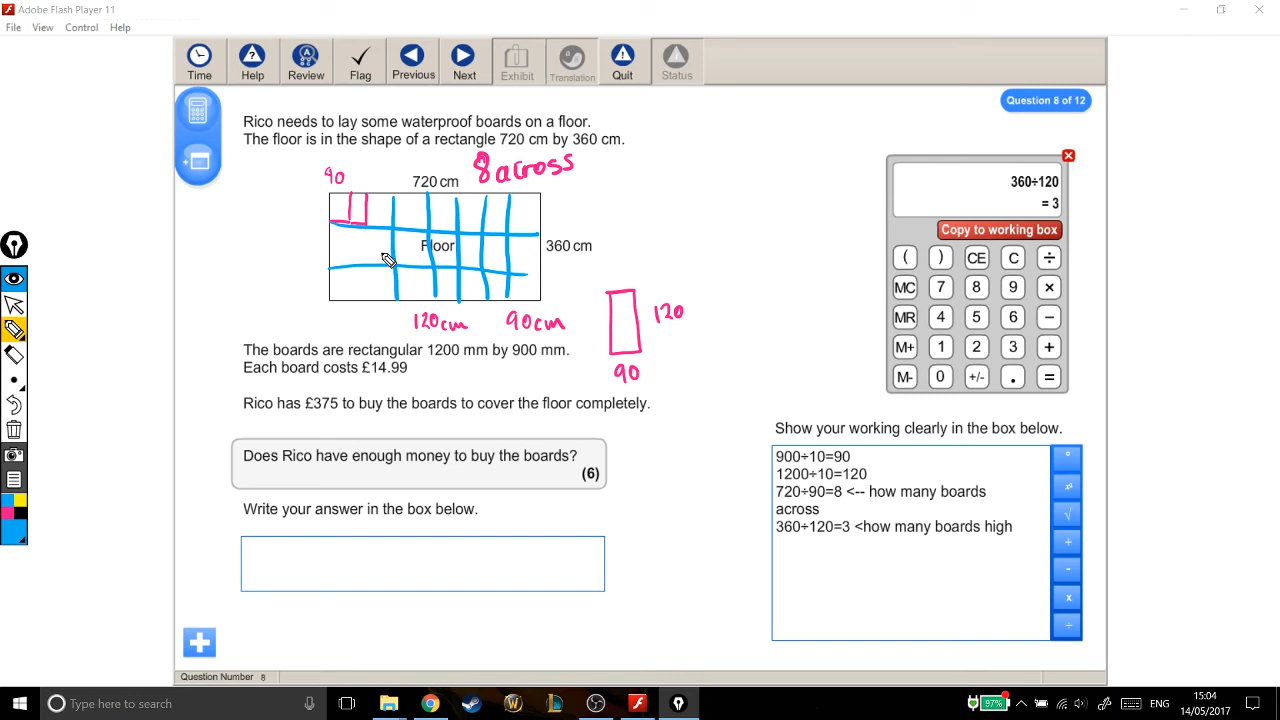 Adobe Flash Player 11
File View Control Help
Time Help Review Flag Previous Next Exhibit Translation Quit Status
Question 8 of 12
Rico needs to lay some waterproof boards on a floor.
The floor is in the shape of a rectangle 720 cm by 360 cm.
90
720 cm
8 across
Floor
360 cm
120cm
90cm
120
90
The boards are rectangular 1200 mm by 900 mm.
Each board costs £14.99
Rico has £375 to buy the boards to cover the floor completely.
Does Rico have enough money to buy the boards?
(6)
Write your answer in the box below.
360÷120
= 3
Copy to working box
( ) CE C ÷
MC 7 8 9 ×
MR 4 5 6 −
M+ 1 2 3 +
M- 0 +/- . =
Show your working clearly in the box below.
900÷10=90
1200÷10=120
720÷90=8 <-- how many boards
across
360÷120=3 <how many boards high
°
x²
√
+
-
x
÷
Question Number 8
Type here to search
97%
ENG
15:04
14/05/2017